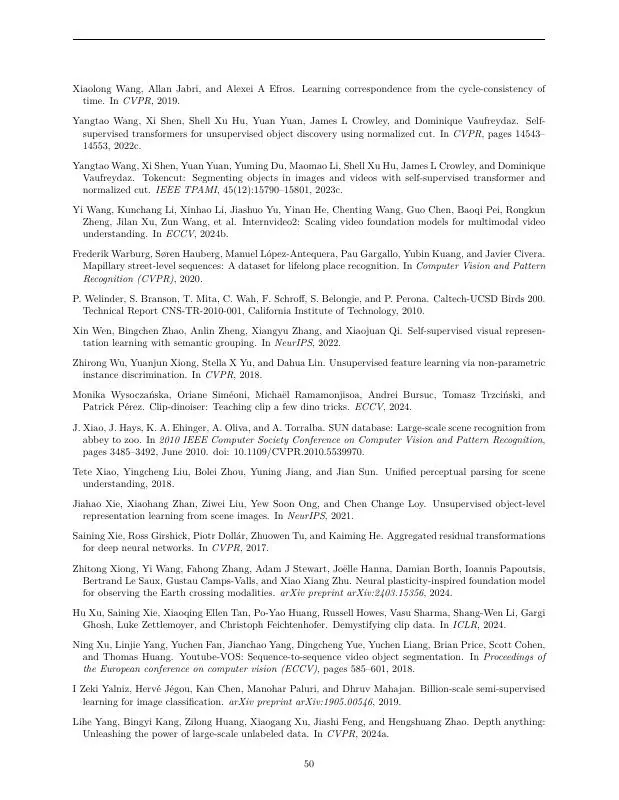 Xiaolong Wang, Allan Jabri, and Alexei A Efros. Learning correspondence from the cycle-consistency of
time. In CVPR, 2019.
Yangtao Wang, Xi Shen, Shell Xu Hu, Yuan Yuan, James L Crowley, and Dominique Vaufreydaz. Self-
supervised transformers for unsupervised object discovery using normalized cut. In CVPR, pages 14543–
14553, 2022c.
Yangtao Wang, Xi Shen, Yuan Yuan, Yuming Du, Maomao Li, Shell Xu Hu, James L Crowley, and Dominique
Vaufreydaz. Tokencut: Segmenting objects in images and videos with self-supervised transformer and
normalized cut. IEEE TPAMI, 45(12):15790–15801, 2023c.
Yi Wang, Kunchang Li, Xinhao Li, Jiashuo Yu, Yinan He, Chenting Wang, Guo Chen, Baoqi Pei, Rongkun
Zheng, Jilan Xu, Zun Wang, et al. Internvideo2: Scaling video foundation models for multimodal video
understanding. In ECCV, 2024b.
Frederik Warburg, Søren Hauberg, Manuel López-Antequera, Pau Gargallo, Yubin Kuang, and Javier Civera.
Mapillary street-level sequences: A dataset for lifelong place recognition. In Computer Vision and Pattern
Recognition (CVPR), 2020.
P. Welinder, S. Branson, T. Mita, C. Wah, F. Schroff, S. Belongie, and P. Perona. Caltech-UCSD Birds 200.
Technical Report CNS-TR-2010-001, California Institute of Technology, 2010.
Xin Wen, Bingchen Zhao, Anlin Zheng, Xiangyu Zhang, and Xiaojuan Qi. Self-supervised visual represen-
tation learning with semantic grouping. In NeurIPS, 2022.
Zhirong Wu, Yuanjun Xiong, Stella X Yu, and Dahua Lin. Unsupervised feature learning via non-parametric
instance discrimination. In CVPR, 2018.
Monika Wysoczańska, Oriane Siméoni, Michaël Ramamonjisoa, Andrei Bursuc, Tomasz Trzciński, and
Patrick Pérez. Clip-dinoiser: Teaching clip a few dino tricks. ECCV, 2024.
J. Xiao, J. Hays, K. A. Ehinger, A. Oliva, and A. Torralba. SUN database: Large-scale scene recognition from
abbey to zoo. In 2010 IEEE Computer Society Conference on Computer Vision and Pattern Recognition,
pages 3485–3492, June 2010. doi: 10.1109/CVPR.2010.5539970.
Tete Xiao, Yingcheng Liu, Bolei Zhou, Yuning Jiang, and Jian Sun. Unified perceptual parsing for scene
understanding, 2018.
Jiahao Xie, Xiaohang Zhan, Ziwei Liu, Yew Soon Ong, and Chen Change Loy. Unsupervised object-level
representation learning from scene images. In NeurIPS, 2021.
Saining Xie, Ross Girshick, Piotr Dollár, Zhuowen Tu, and Kaiming He. Aggregated residual transformations
for deep neural networks. In CVPR, 2017.
Zhitong Xiong, Yi Wang, Fahong Zhang, Adam J Stewart, Joëlle Hanna, Damian Borth, Ioannis Papoutsis,
Bertrand Le Saux, Gustau Camps-Valls, and Xiao Xiang Zhu. Neural plasticity-inspired foundation model
for observing the Earth crossing modalities. arXiv preprint arXiv:2403.15356, 2024.
Hu Xu, Saining Xie, Xiaoqing Ellen Tan, Po-Yao Huang, Russell Howes, Vasu Sharma, Shang-Wen Li, Gargi
Ghosh, Luke Zettlemoyer, and Christoph Feichtenhofer. Demystifying clip data. In ICLR, 2024.
Ning Xu, Linjie Yang, Yuchen Fan, Jianchao Yang, Dingcheng Yue, Yuchen Liang, Brian Price, Scott Cohen,
and Thomas Huang. Youtube-VOS: Sequence-to-sequence video object segmentation. In Proceedings of
the European conference on computer vision (ECCV), pages 585–601, 2018.
I Zeki Yalniz, Hervé Jégou, Kan Chen, Manohar Paluri, and Dhruv Mahajan. Billion-scale semi-supervised
learning for image classification. arXiv preprint arXiv:1905.00546, 2019.
Lihe Yang, Bingyi Kang, Zilong Huang, Xiaogang Xu, Jiashi Feng, and Hengshuang Zhao. Depth anything:
Unleashing the power of large-scale unlabeled data. In CVPR, 2024a.
50